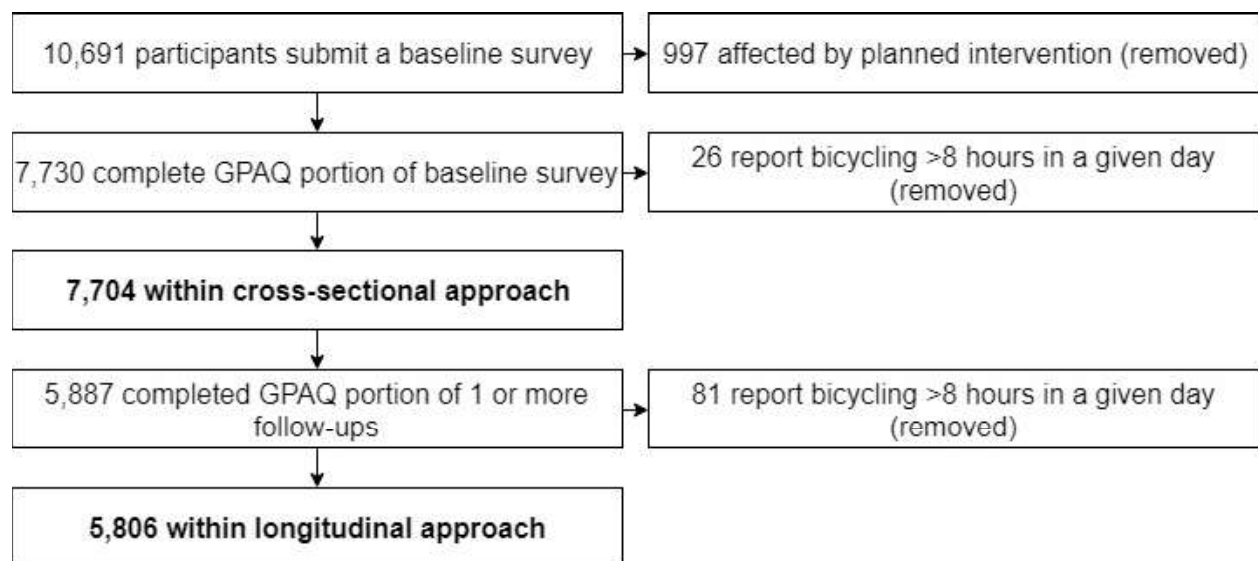 10,691 participants submit a baseline survey
997 affected by planned intervention (removed)
7,730 complete GPAQ portion of baseline survey
26 report bicycling >8 hours in a given day
(removed)
7,704 within cross-sectional approach
5,887 completed GPAQ portion of 1 or more
follow-ups
81 report bicycling >8 hours in a given day
(removed)
5,806 within longitudinal approach